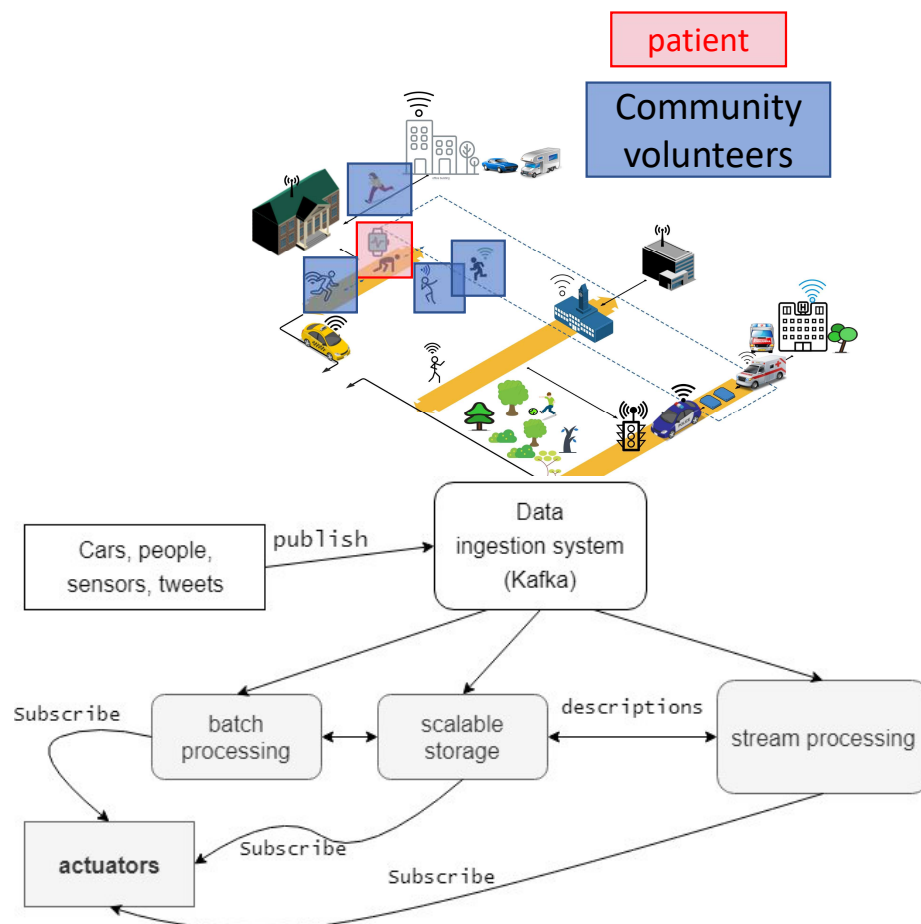 patient
Community
volunteers
H
POLICE
Data
ingestion system
(Kafka)
publish
Cars, people,
sensors, tweets
Subscribe
batch
processing
scalable
storage
descriptions
stream processing
actuators
Subscribe
Subscribe